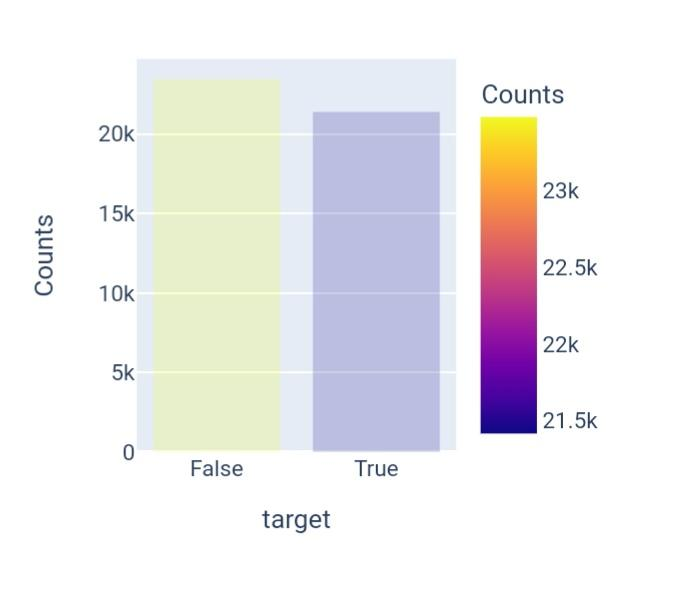 Counts
20k
15k
10k
5k
0
False True
target
Counts
23k
22.5k
22k
21.5k